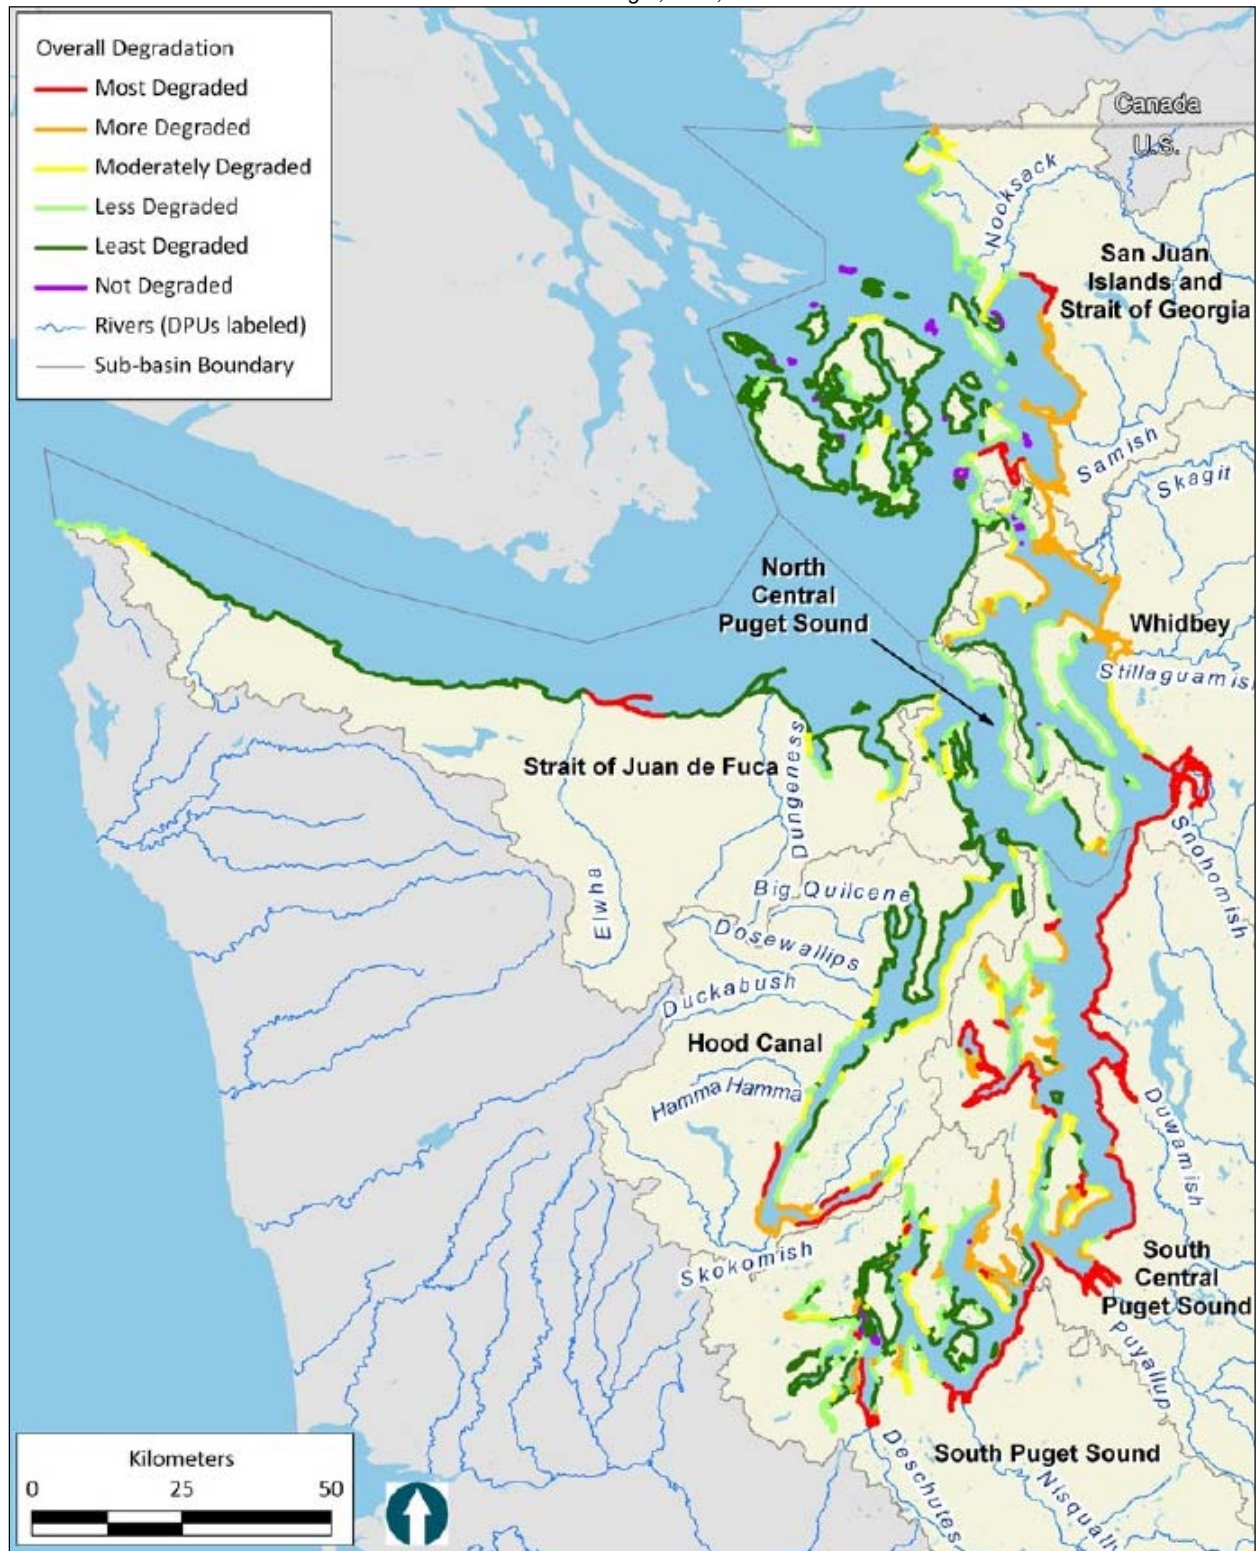 Overall Degradation
Most Degraded
More Degraded
Moderately Degraded
Less Degraded
Least Degraded
Not Degraded
Rivers (DPUs labeled)
Sub-basin Boundary
Canada
U.S.
Nooksack
San Juan
Islands and
Strait of Georgia
Samish
Skagit
North
Central
Puget Sound
Whidbey
Stillaguamis
Strait of Juan de Fuca
Dungeness
Elwha
Snohomish
Big Quilcene
Dosewallips
Duckabush
Hood Canal
Hamma Hamma
Duwamish
Skokomish
South
Central
Puget Sound
Puyallup
South Puget Sound
Deschutes
Nisqually
Kilometers
0 25 50